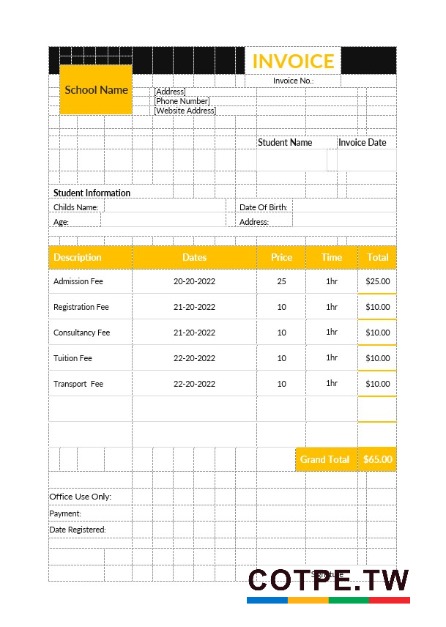 INVOICE
Invoice No.:
School Name
[Address]
[Phone Number]
[Website Address]
Student Name Invoice Date
Student Information
Childs Name: Date Of Birth:
Age: Address:
Description Dates Price Time Total
Admission Fee 20-20-2022 25 1hr $25.00
Registration Fee 21-20-2022 10 1hr $10.00
Consultancy Fee 21-20-2022 10 1hr $10.00
Tuition Fee 22-20-2022 10 1hr $10.00
Transport Fee 22-20-2022 10 1hr $10.00
Grand Total $65.00
Office Use Only:
Payment:
Date Registered:
COTPE.TW